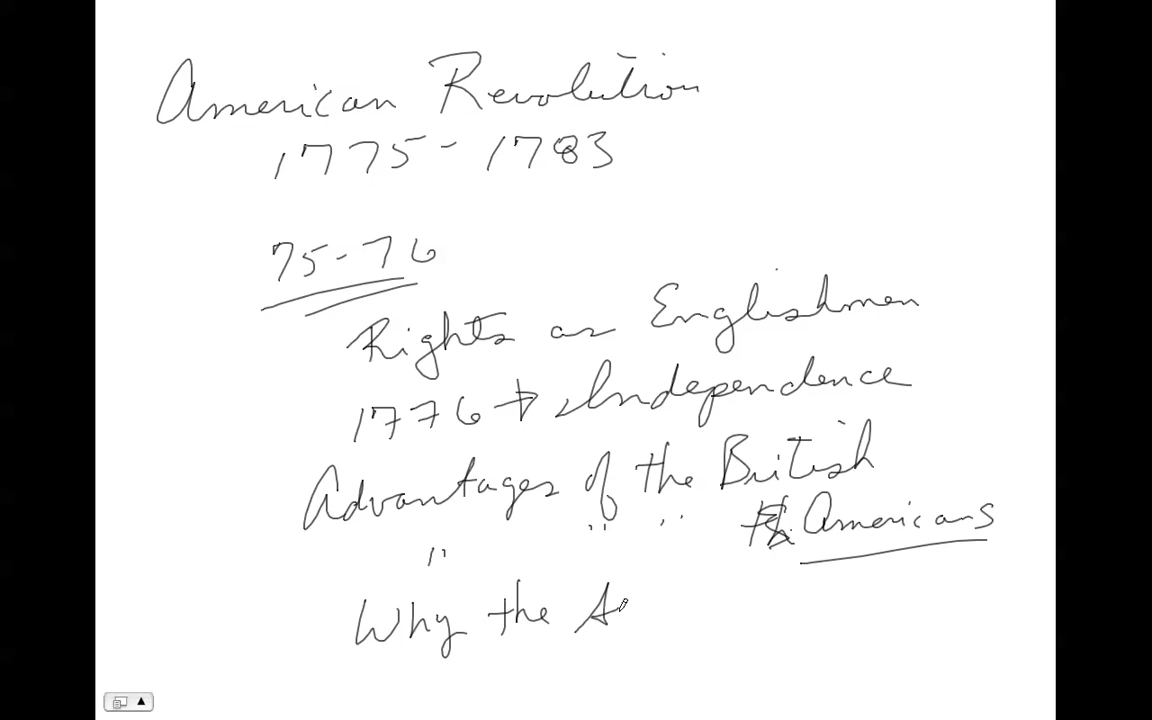 American Revolution
1775-1783
75-76
Rights as Englishmen
1776 → Independence
Advantages of the British
" " " Americans
Why the A